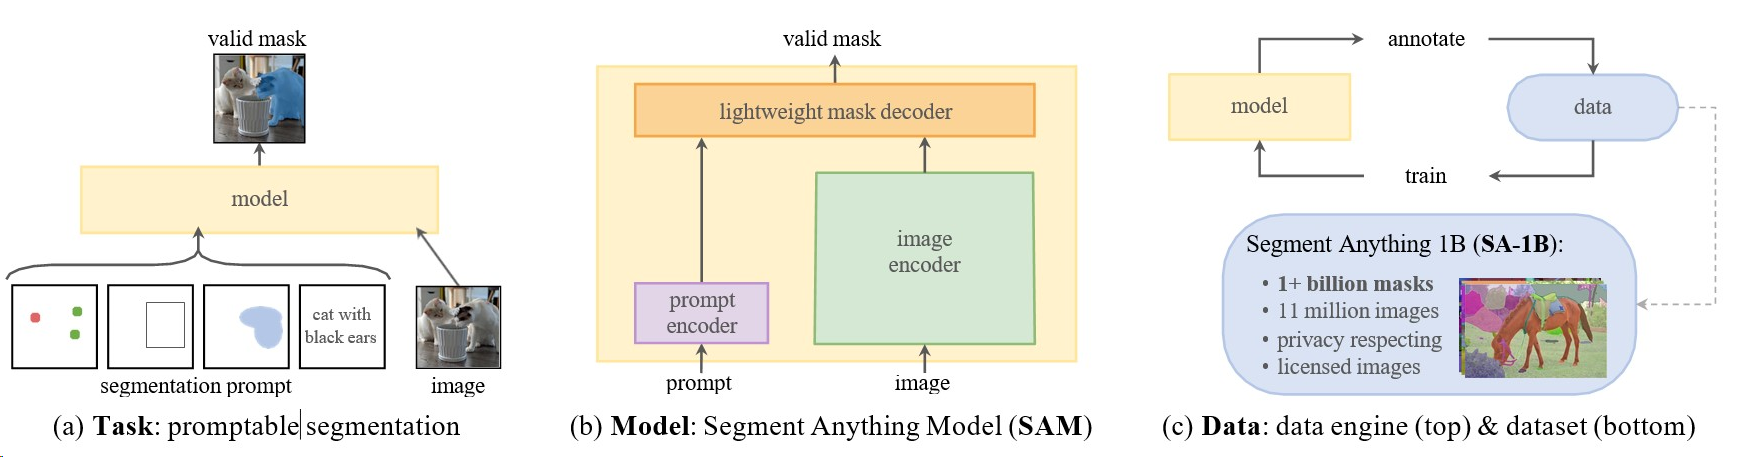 valid mask
model
cat with
black ears
segmentation prompt
image
(a) Task: promptable segmentation
valid mask
lightweight mask decoder
image
encoder
prompt
encoder
prompt
image
(b) Model: Segment Anything Model (SAM)
annotate
model
data
train
Segment Anything 1B (SA-1B):
• 1+ billion masks
• 11 million images
• privacy respecting
• licensed images
(c) Data: data engine (top) & dataset (bottom)